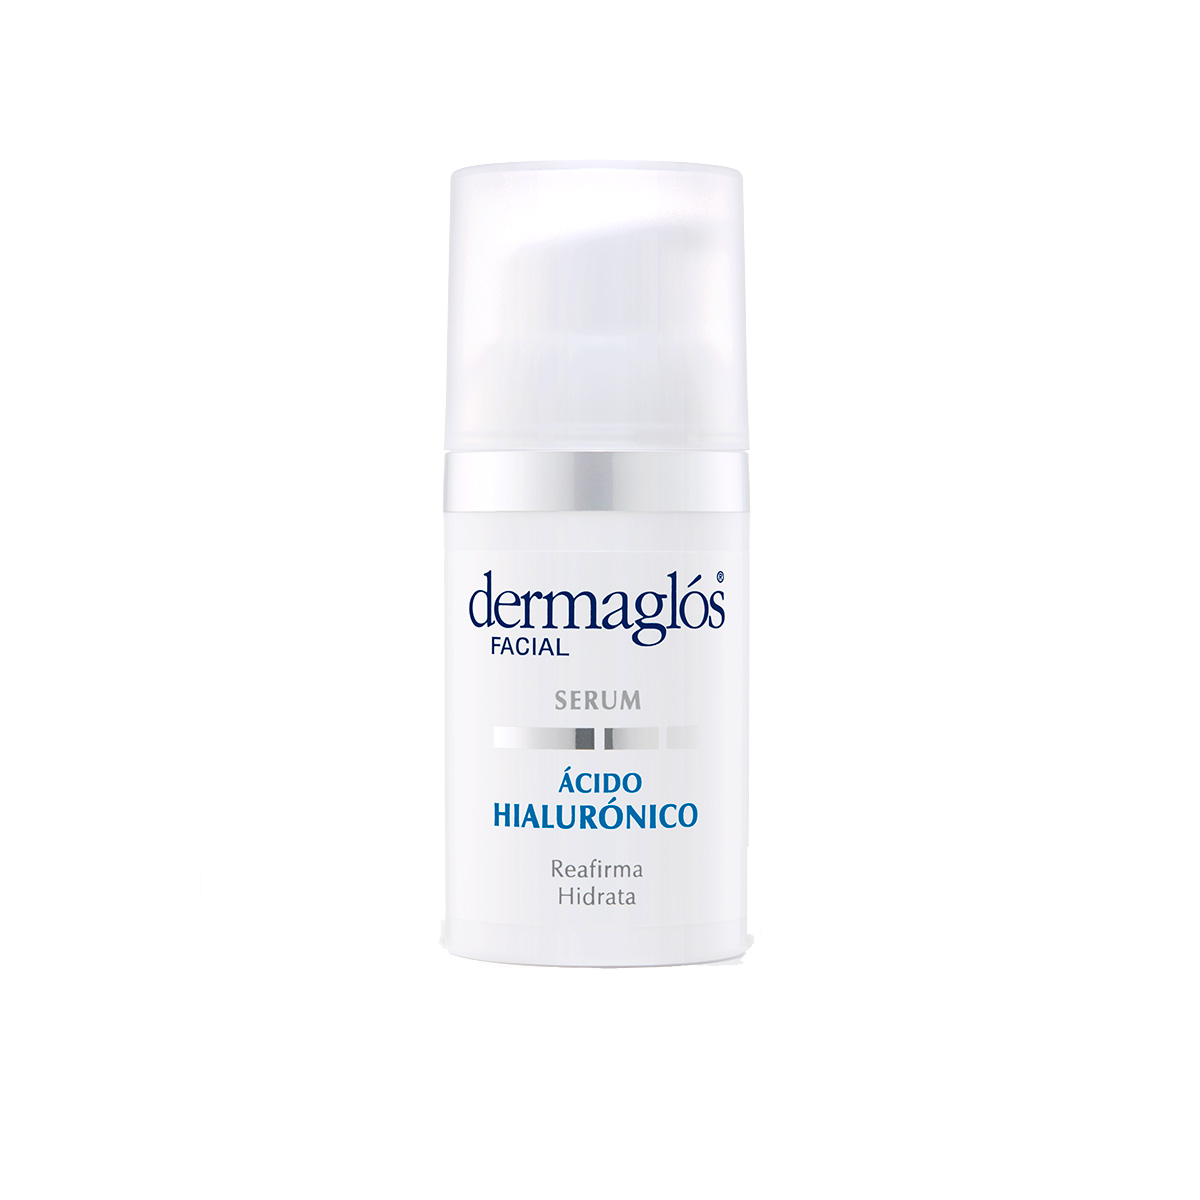 dermaglós®
FACIAL
SERUM
ÁCIDO
HIALURÓNICO
Reafirma
Hidrata